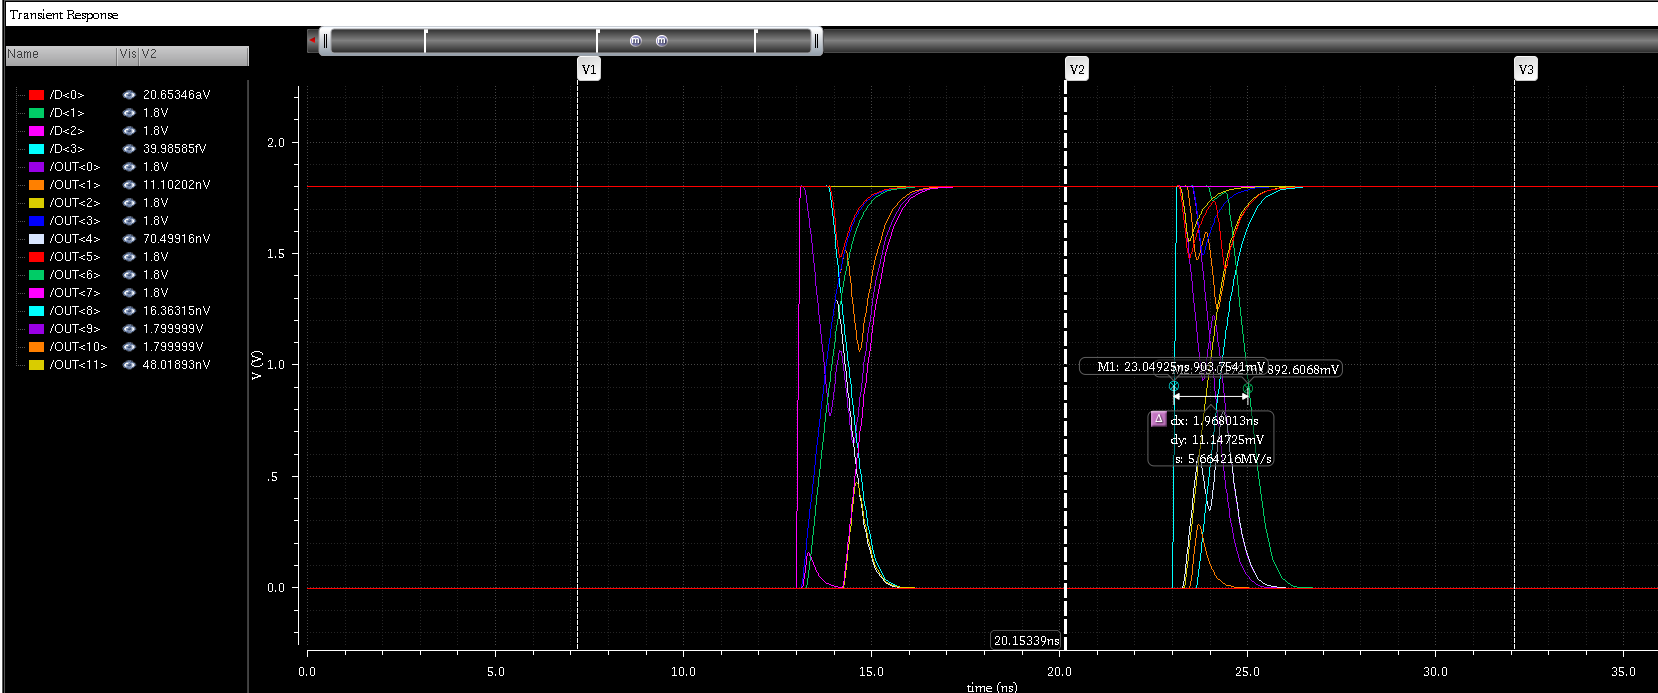 Transient Response
Name Vis V2
V1 V2 V3
/D<0> 20.65346aV
/D<1> 1.8V
/D<2> 1.8V
/D<3> 39.98585fV
/OUT<0> 1.8V
/OUT<1> 11.10202nV
/OUT<2> 1.8V
/OUT<3> 1.8V
/OUT<4> 70.49916nV
/OUT<5> 1.8V
/OUT<6> 1.8V
/OUT<7> 1.8V
/OUT<8> 16.36315nV
/OUT<9> 1.799999V
/OUT<10> 1.799999V
/OUT<11> 48.01893nV
V (V)
2.0
1.5
1.0
.5
0.0
M1: 23.04925ns 903.7541mV
892.6068mV
dx: 1.968013ns
dy: 11.14725mV
s: 5.664216MV/s
20.15339ns
0.0 5.0 10.0 15.0 20.0 25.0 30.0 35.0
time (ns)